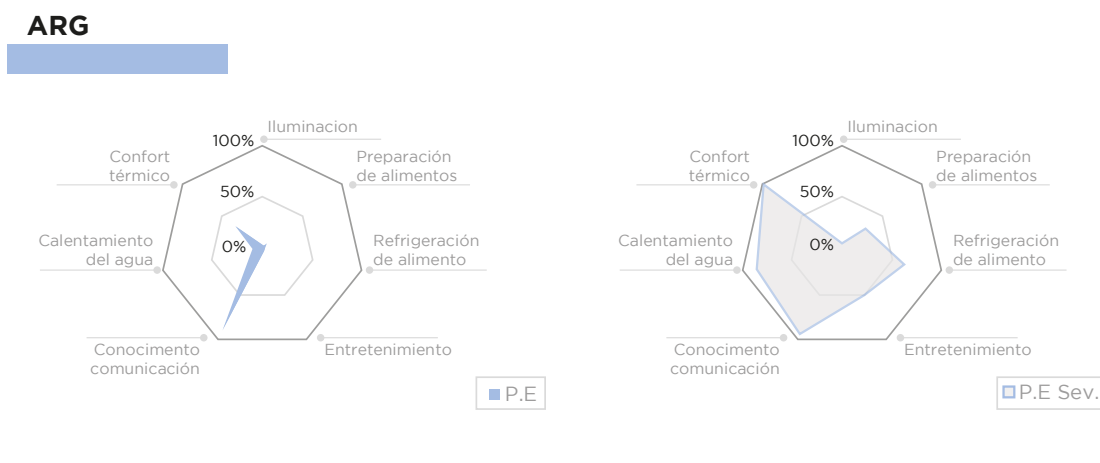 ARG
Iluminacion
100%
Confort
térmico
Preparación
de alimentos
50%
Calentamiento
del agua
0%
Refrigeración
de alimento
Conocimento
comunicación
Entretenimiento
P.E
Iluminacion
100%
Confort
térmico
Preparación
de alimentos
50%
Calentamiento
del agua
0%
Refrigeración
de alimento
Conocimento
comunicación
Entretenimiento
P.E Sev.